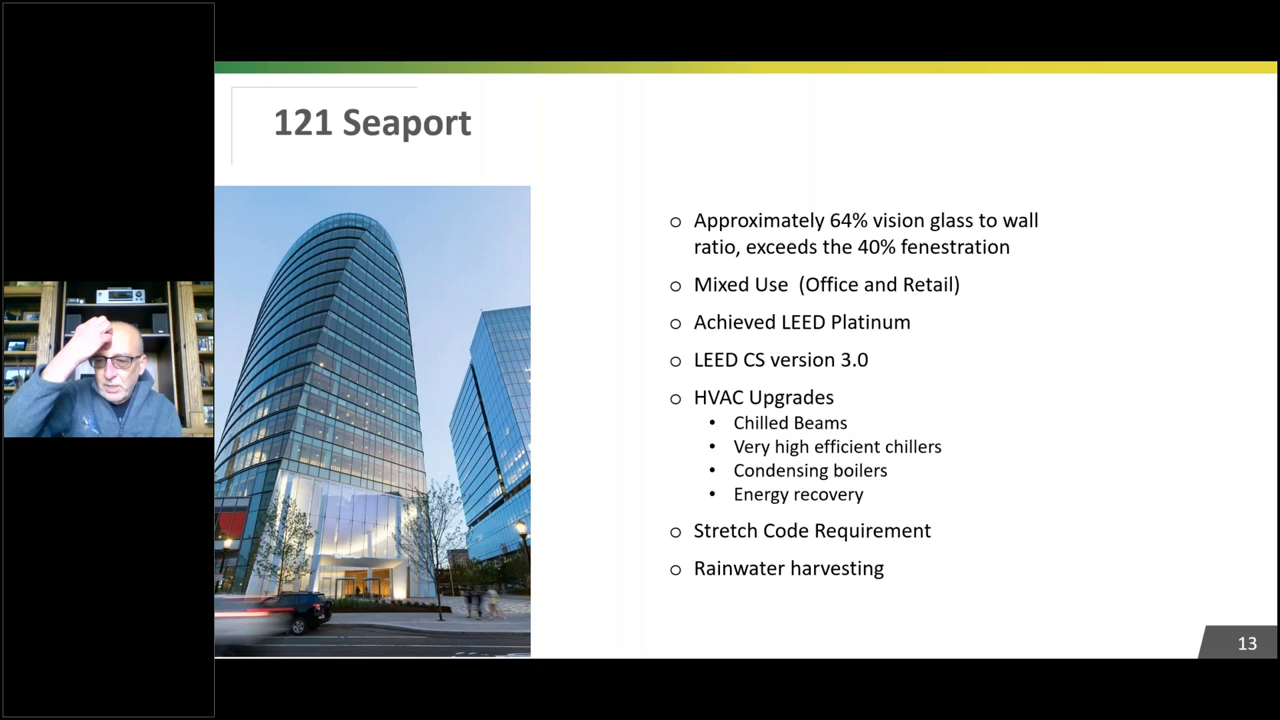 121 Seaport
o Approximately 64% vision glass to wall
ratio, exceeds the 40% fenestration
o Mixed Use (Office and Retail)
o Achieved LEED Platinum
o LEED CS version 3.0
o HVAC Upgrades
• Chilled Beams
• Very high efficient chillers
• Condensing boilers
• Energy recovery
o Stretch Code Requirement
o Rainwater harvesting
13